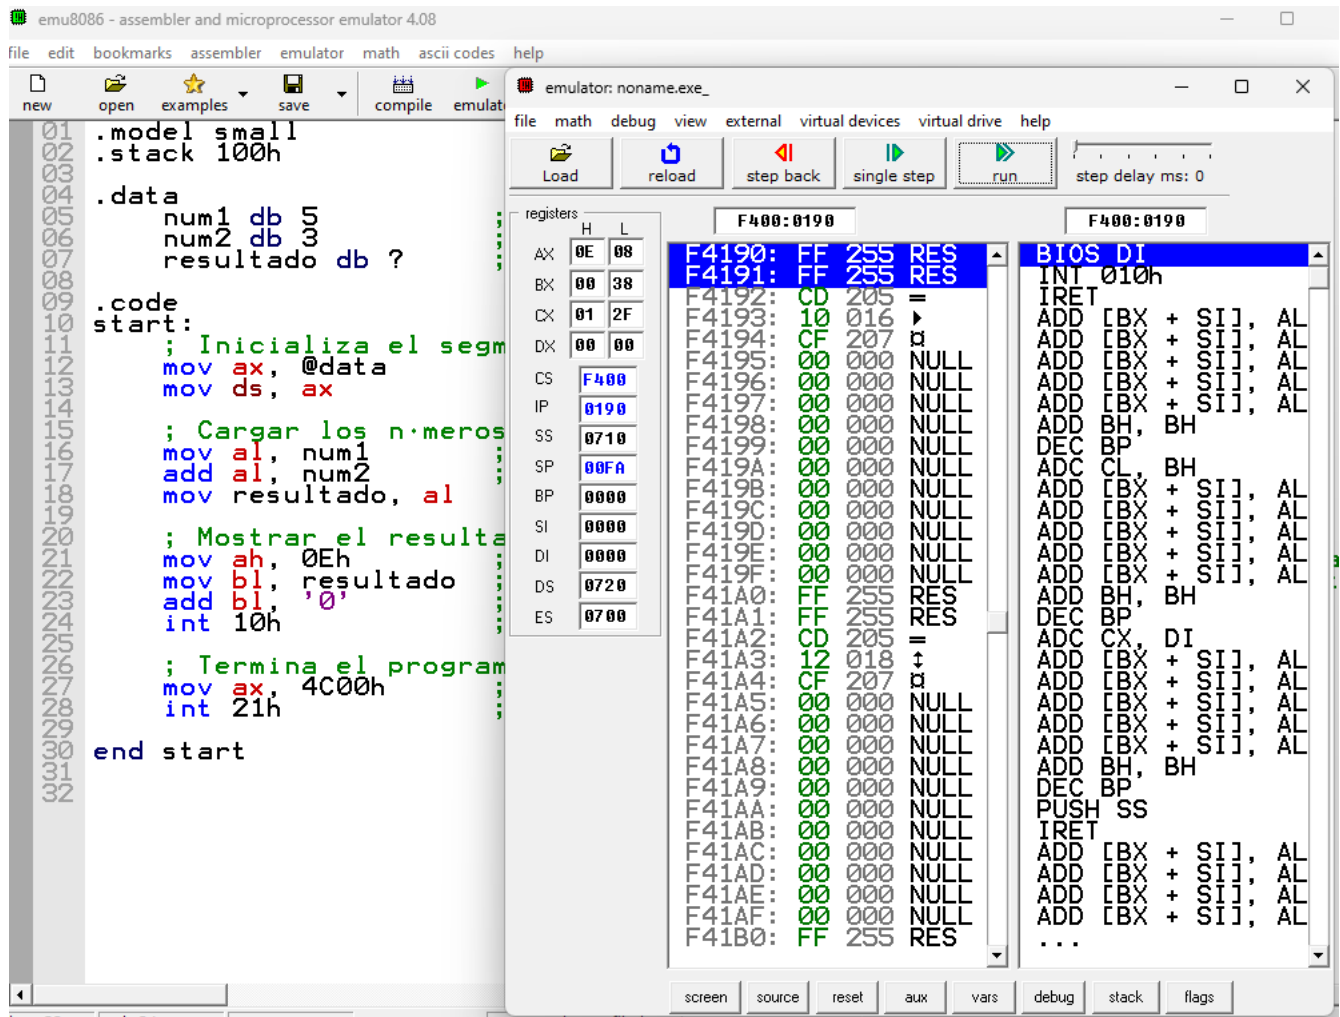 emu8086 - assembler and microprocessor emulator 4.08
file edit bookmarks assembler emulator math ascii codes help
new open examples save compile emulat
01 .model small
02 .stack 100h
03
04 .data
05 num1 db 5 ;
06 num2 db 3 ;
07 resultado db ? ;
08
09 .code
10 start:
11 ; Inicializa el segm
12 mov ax, @data
13 mov ds, ax
14
15 ; Cargar los n·meros
16 mov al, num1 ;
17 add al, num2 ;
18 mov resultado, al
19
20 ; Mostrar el resulta
21 mov ah, 0Eh ;
22 mov bl, resultado ;
23 add bl, '0' ;
24 int 10h ;
25
26 ; Termina el program
27 mov ax, 4C00h ;
28 int 21h ;
29
30 end start
31
32
emulator: noname.exe_
file math debug view external virtual devices virtual drive help
Load reload step back single step run step delay ms: 0
registers
H L
AX 0E 08
BX 00 38
CX 01 2F
DX 00 00
CS F400
IP 0190
SS 0710
SP 00FA
BP 0000
SI 0000
DI 0000
DS 0720
ES 0700
F400:0190
F4190: FF 255 RES
F4191: FF 255 RES
F4192: CD 205 =
F4193: 10 016 ►
F4194: CF 207 ¤
F4195: 00 000 NULL
F4196: 00 000 NULL
F4197: 00 000 NULL
F4198: 00 000 NULL
F4199: 00 000 NULL
F419A: 00 000 NULL
F419B: 00 000 NULL
F419C: 00 000 NULL
F419D: 00 000 NULL
F419E: 00 000 NULL
F419F: 00 000 NULL
F41A0: FF 255 RES
F41A1: FF 255 RES
F41A2: CD 205 =
F41A3: 12 018 ↕
F41A4: CF 207 ¤
F41A5: 00 000 NULL
F41A6: 00 000 NULL
F41A7: 00 000 NULL
F41A8: 00 000 NULL
F41A9: 00 000 NULL
F41AA: 00 000 NULL
F41AB: 00 000 NULL
F41AC: 00 000 NULL
F41AD: 00 000 NULL
F41AE: 00 000 NULL
F41AF: 00 000 NULL
F41B0: FF 255 RES
F400:0190
BIOS DI
INT 010h
IRET
ADD [BX + SI], AL
ADD [BX + SI], AL
ADD [BX + SI], AL
ADD [BX + SI], AL
ADD [BX + SI], AL
ADD BH, BH
DEC BP
ADC CL, BH
ADD [BX + SI], AL
ADD [BX + SI], AL
ADD [BX + SI], AL
ADD [BX + SI], AL
ADD [BX + SI], AL
ADD BH, BH
DEC BP
ADC CX, DI
ADD [BX + SI], AL
ADD [BX + SI], AL
ADD [BX + SI], AL
ADD [BX + SI], AL
ADD [BX + SI], AL
ADD BH, BH
DEC BP
PUSH SS
IRET
ADD [BX + SI], AL
ADD [BX + SI], AL
ADD [BX + SI], AL
ADD [BX + SI], AL
...
screen source reset aux vars debug stack flags